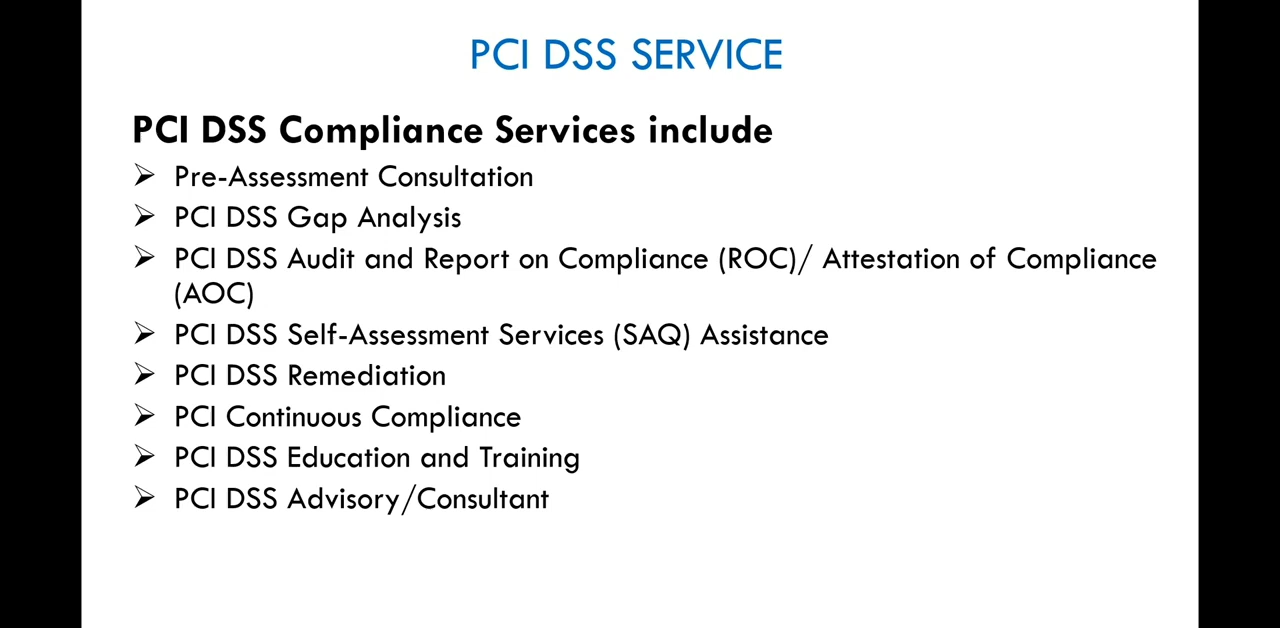 PCI DSS SERVICE
PCI DSS Compliance Services include
Pre-Assessment Consultation
PCI DSS Gap Analysis
PCI DSS Audit and Report on Compliance (ROC)/ Attestation of Compliance
(AOC)
PCI DSS Self-Assessment Services (SAQ) Assistance
PCI DSS Remediation
PCI Continuous Compliance
PCI DSS Education and Training
PCI DSS Advisory/Consultant